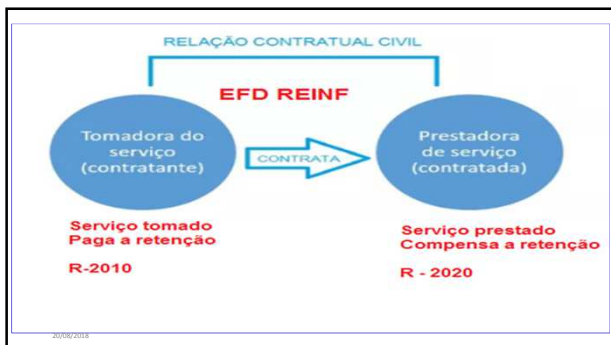 RELAÇÃO CONTRATUAL CIVIL
EFD REINF
Tomadora do
serviço
(contratante)
CONTRATA
Prestadora
de serviço
(contratada)
Serviço tomado
Paga a retenção
R-2010
Serviço prestado
Compensa a retenção
R - 2020
20/08/2018